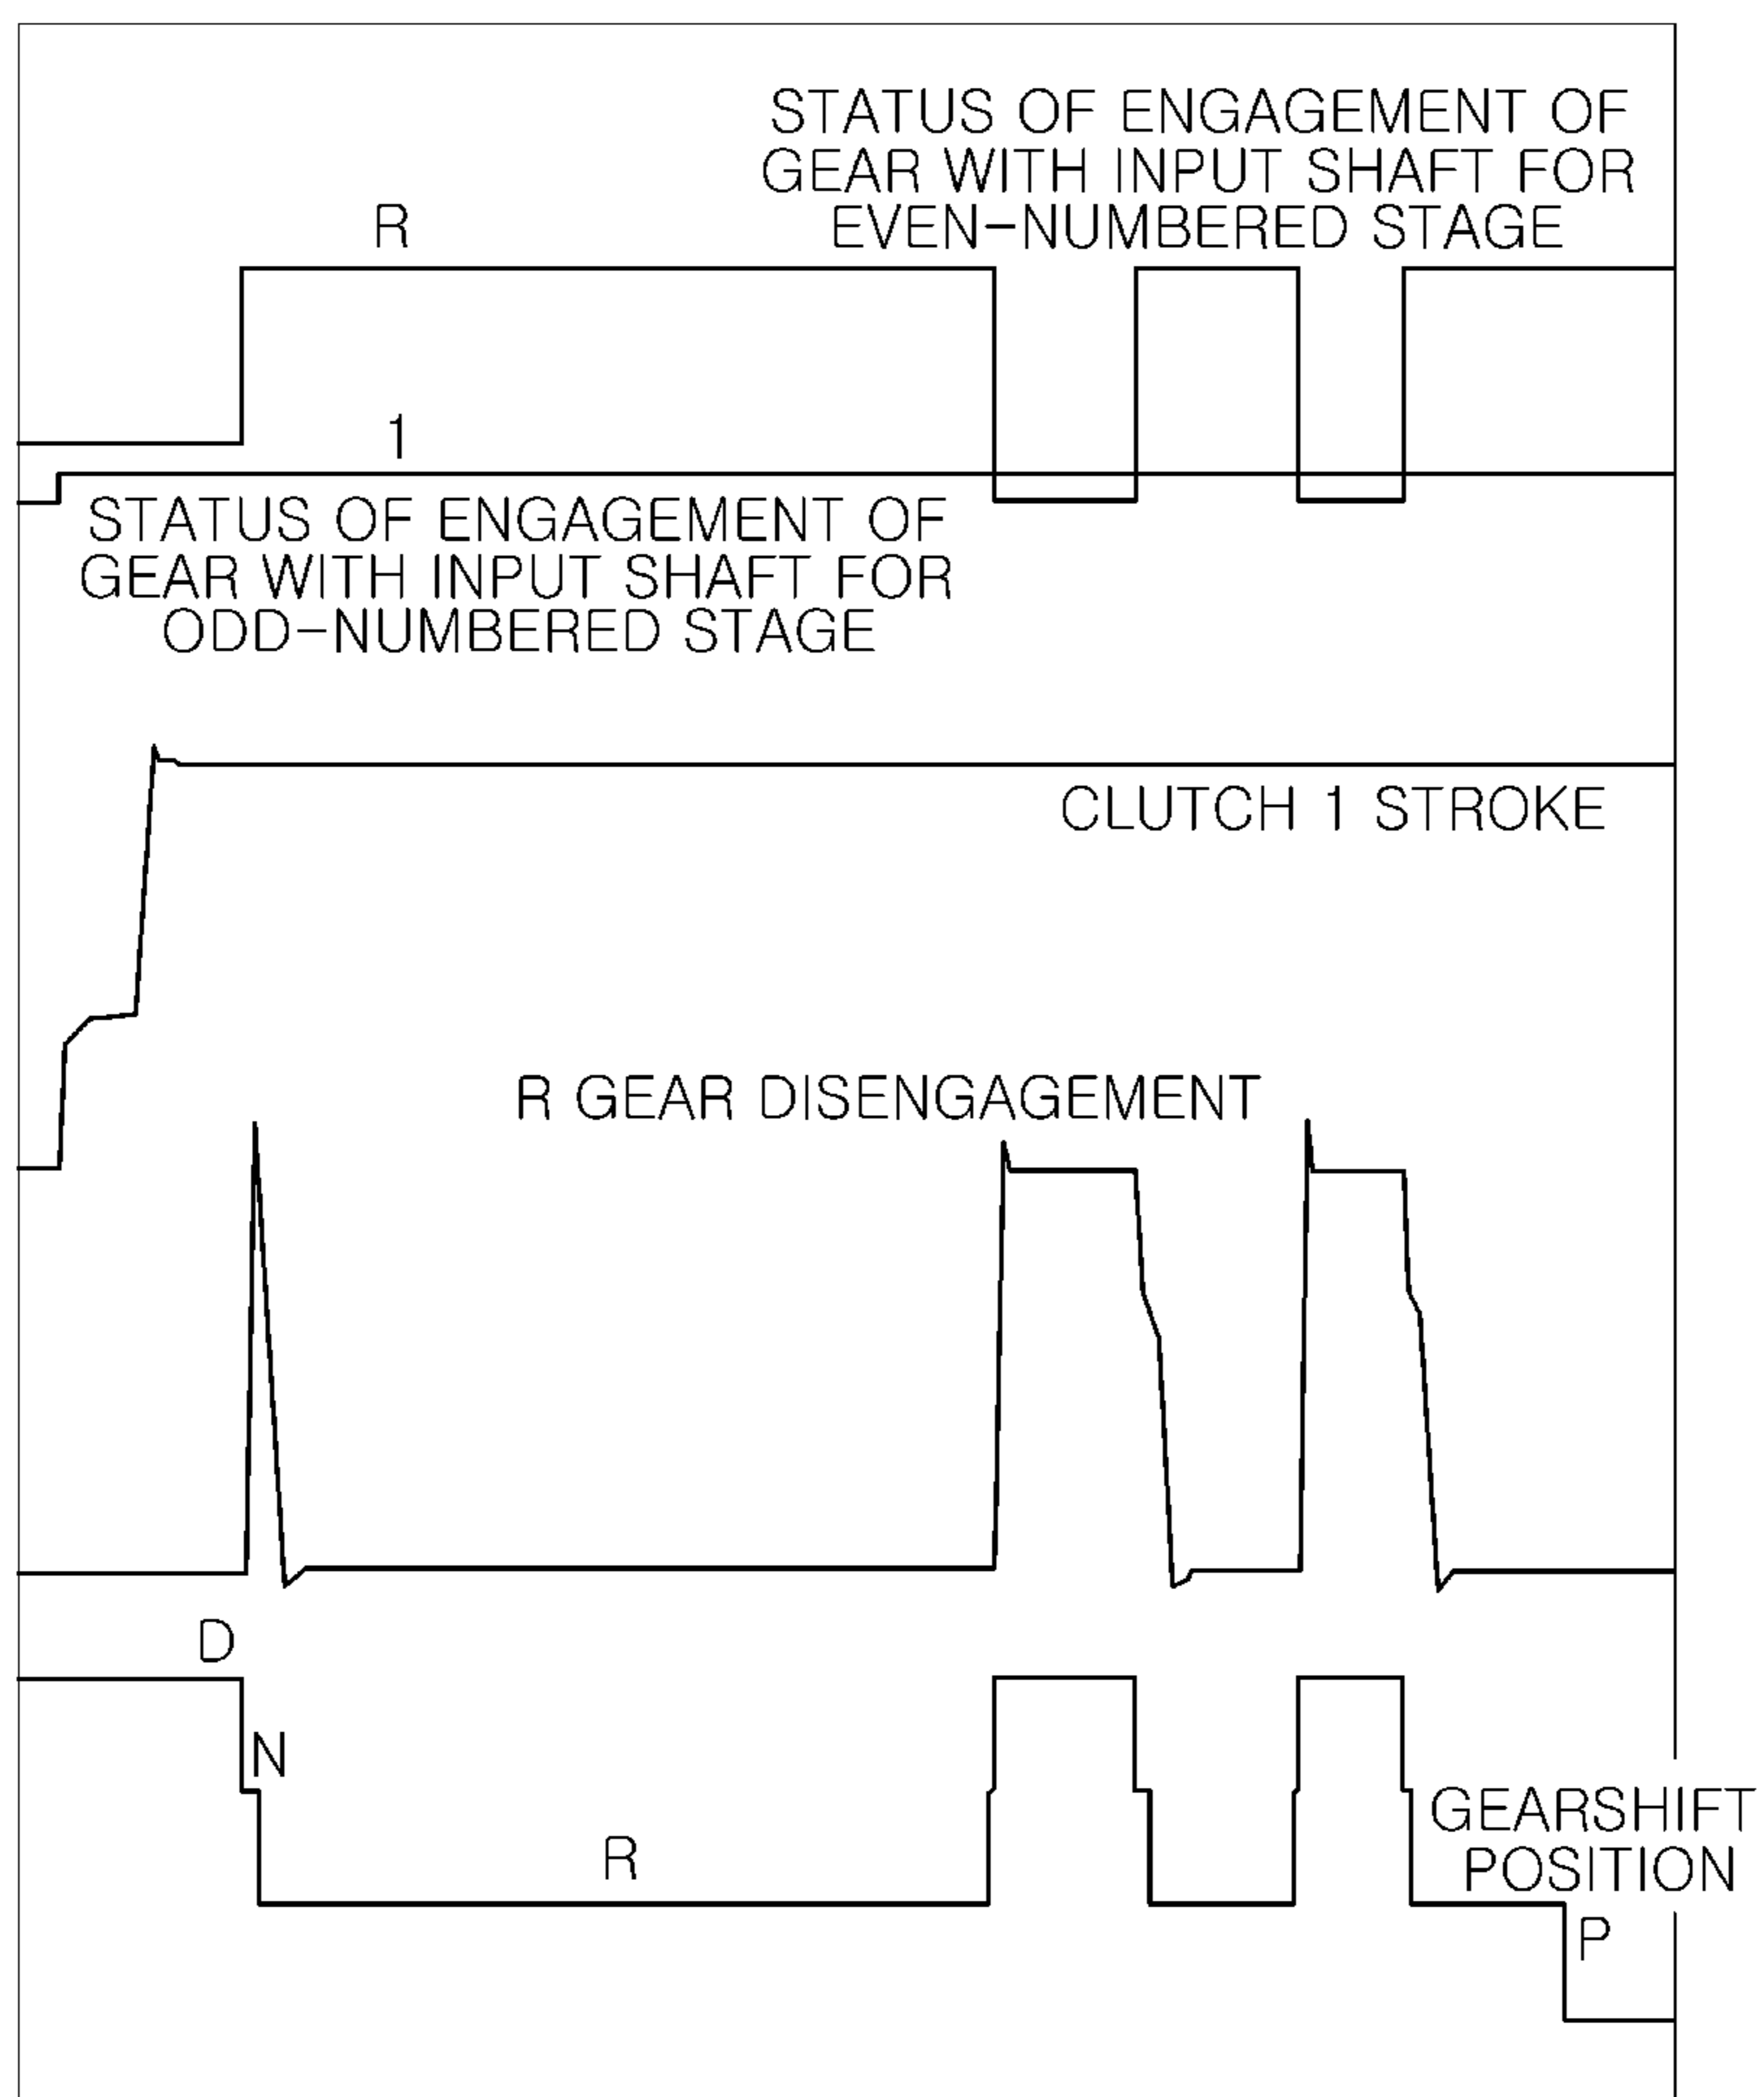 STATUS OF ENGAGEMENT OF
GEAR WITH INPUT SHAFT FOR
EVEN-NUMBERED STAGE
R
1
STATUS OF ENGAGEMENT OF
GEAR WITH INPUT SHAFT FOR
ODD-NUMBERED STAGE
CLUTCH 1 STROKE
R GEAR DISENGAGEMENT
D
N
R
GEARSHIFT
POSITION
P